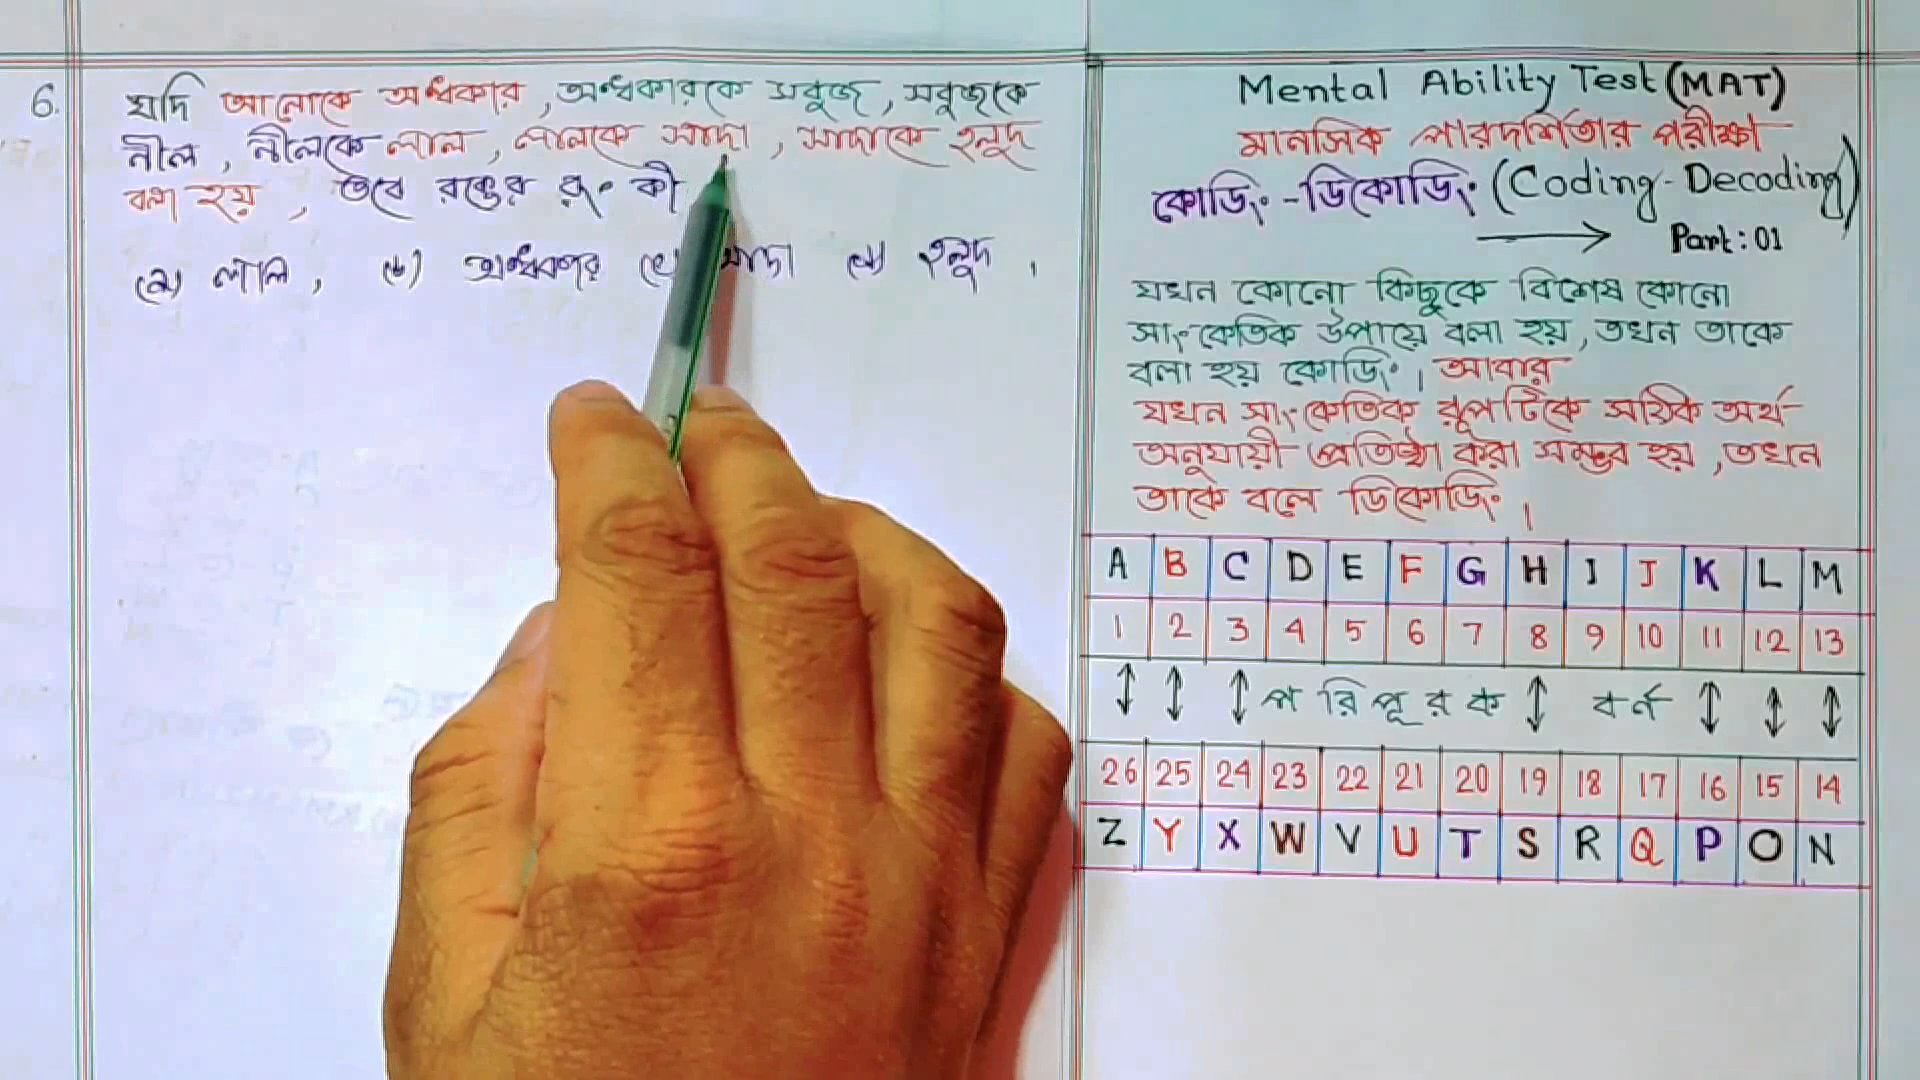 6. যদি আলোকে অন্ধকার, অন্ধকারকে সবুজ, সবুজকে
নীল, নীলকে লাল, লালকে সাদা, সাদাকে হলুদ
বলা হয়, তবে রক্তের রং কী
লাল, অন্ধকার সাদা হলুদ।
Mental Ability Test (MAT)
মানসিক পারদর্শিতার পরীক্ষা
কোডিং-ডিকোডিং (Coding-Decoding)
Part: 01
যখন কোনো কিছুকে বিশেষ কোনো
সাংকেতিক উপায়ে বলা হয়, তখন তাকে
বলা হয় কোডিং। আবার
যখন সাংকেতিক রূপটিকে সঠিক অর্থ
অনুযায়ী প্রতিষ্ঠা করা সম্ভব হয়, তখন
তাকে বলে ডিকোডিং।
A B C D E F G H I J K L M
1 2 3 4 5 6 7 8 9 10 11 12 13
পরিপূরক বর্ন
26 25 24 23 22 21 20 19 18 17 16 15 14
Z Y X W V U T S R Q P O N